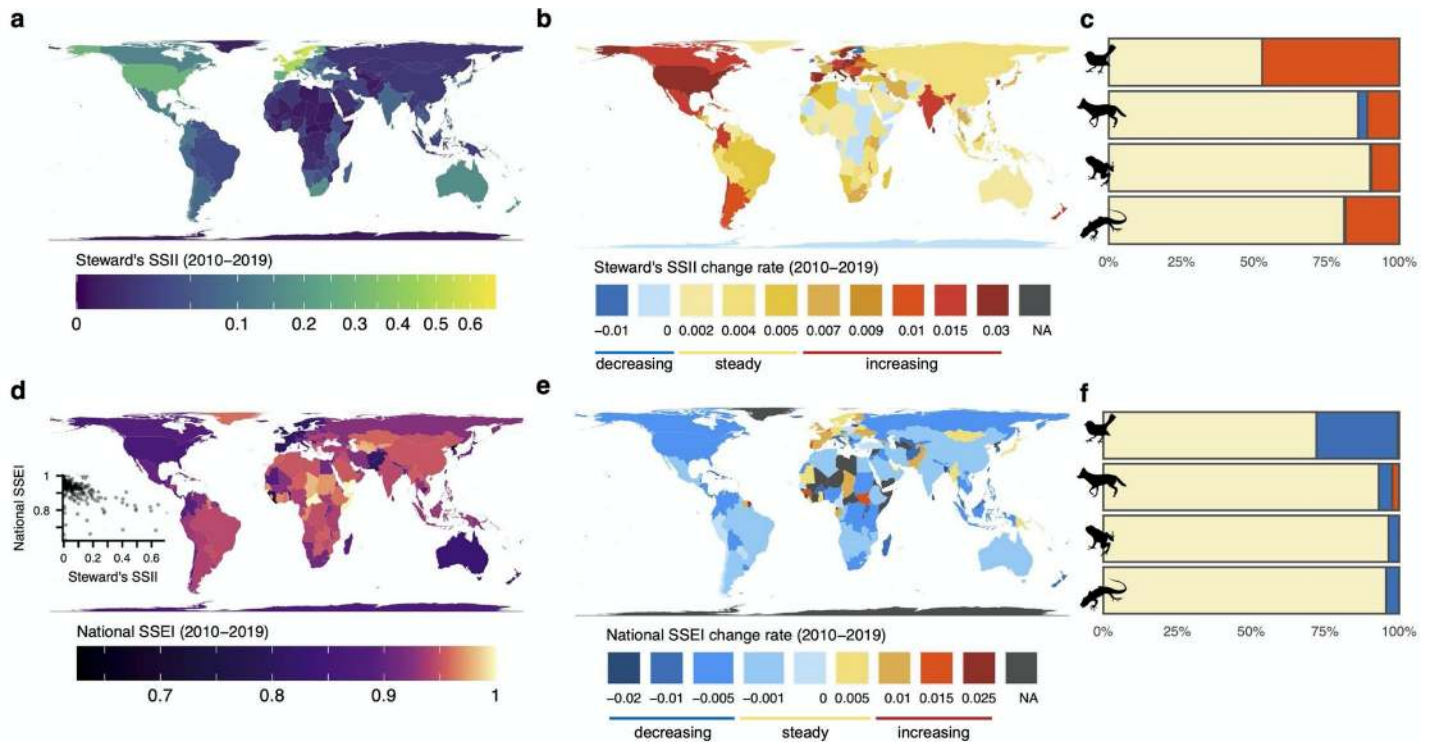 a
b
c
Steward's SSII (2010–2019)
0 0.1 0.2 0.3 0.4 0.5 0.6
Steward's SSII change rate (2010–2019)
−0.01 0 0.002 0.004 0.005 0.007 0.009 0.01 0.015 0.03 NA
decreasing steady increasing
0% 25% 50% 75% 100%
d
e
f
National SSEI
1
0.8
0 0.2 0.4 0.6
Steward's SSII
National SSEI (2010–2019)
0.7 0.8 0.9 1
National SSEI change rate (2010–2019)
−0.02 −0.01 −0.005 −0.001 0 0.005 0.01 0.015 0.025 NA
decreasing steady increasing
0% 25% 50% 75% 100%